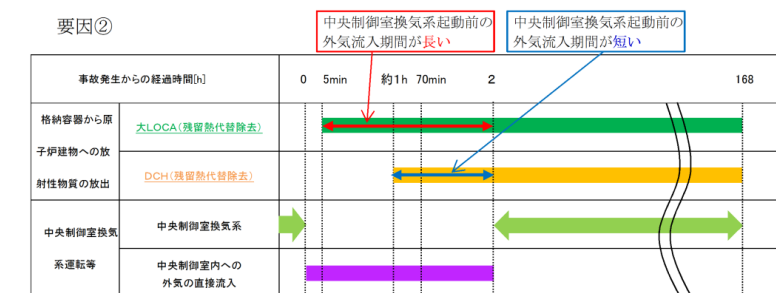 要因②
中央制御室換気系起動前の
外気流入期間が長い
中央制御室換気系起動前の
外気流入期間が短い
事故発生からの経過時間[h] 0 5min 約1h 70min 2 168
格納容器から原
子炉建物への放
射性物質の放出
大LOCA(残留熱代替除去)
DCH(残留熱代替除去)
中央制御室換気
系運転等
中央制御室換気系
中央制御室内への
外気の直接流入